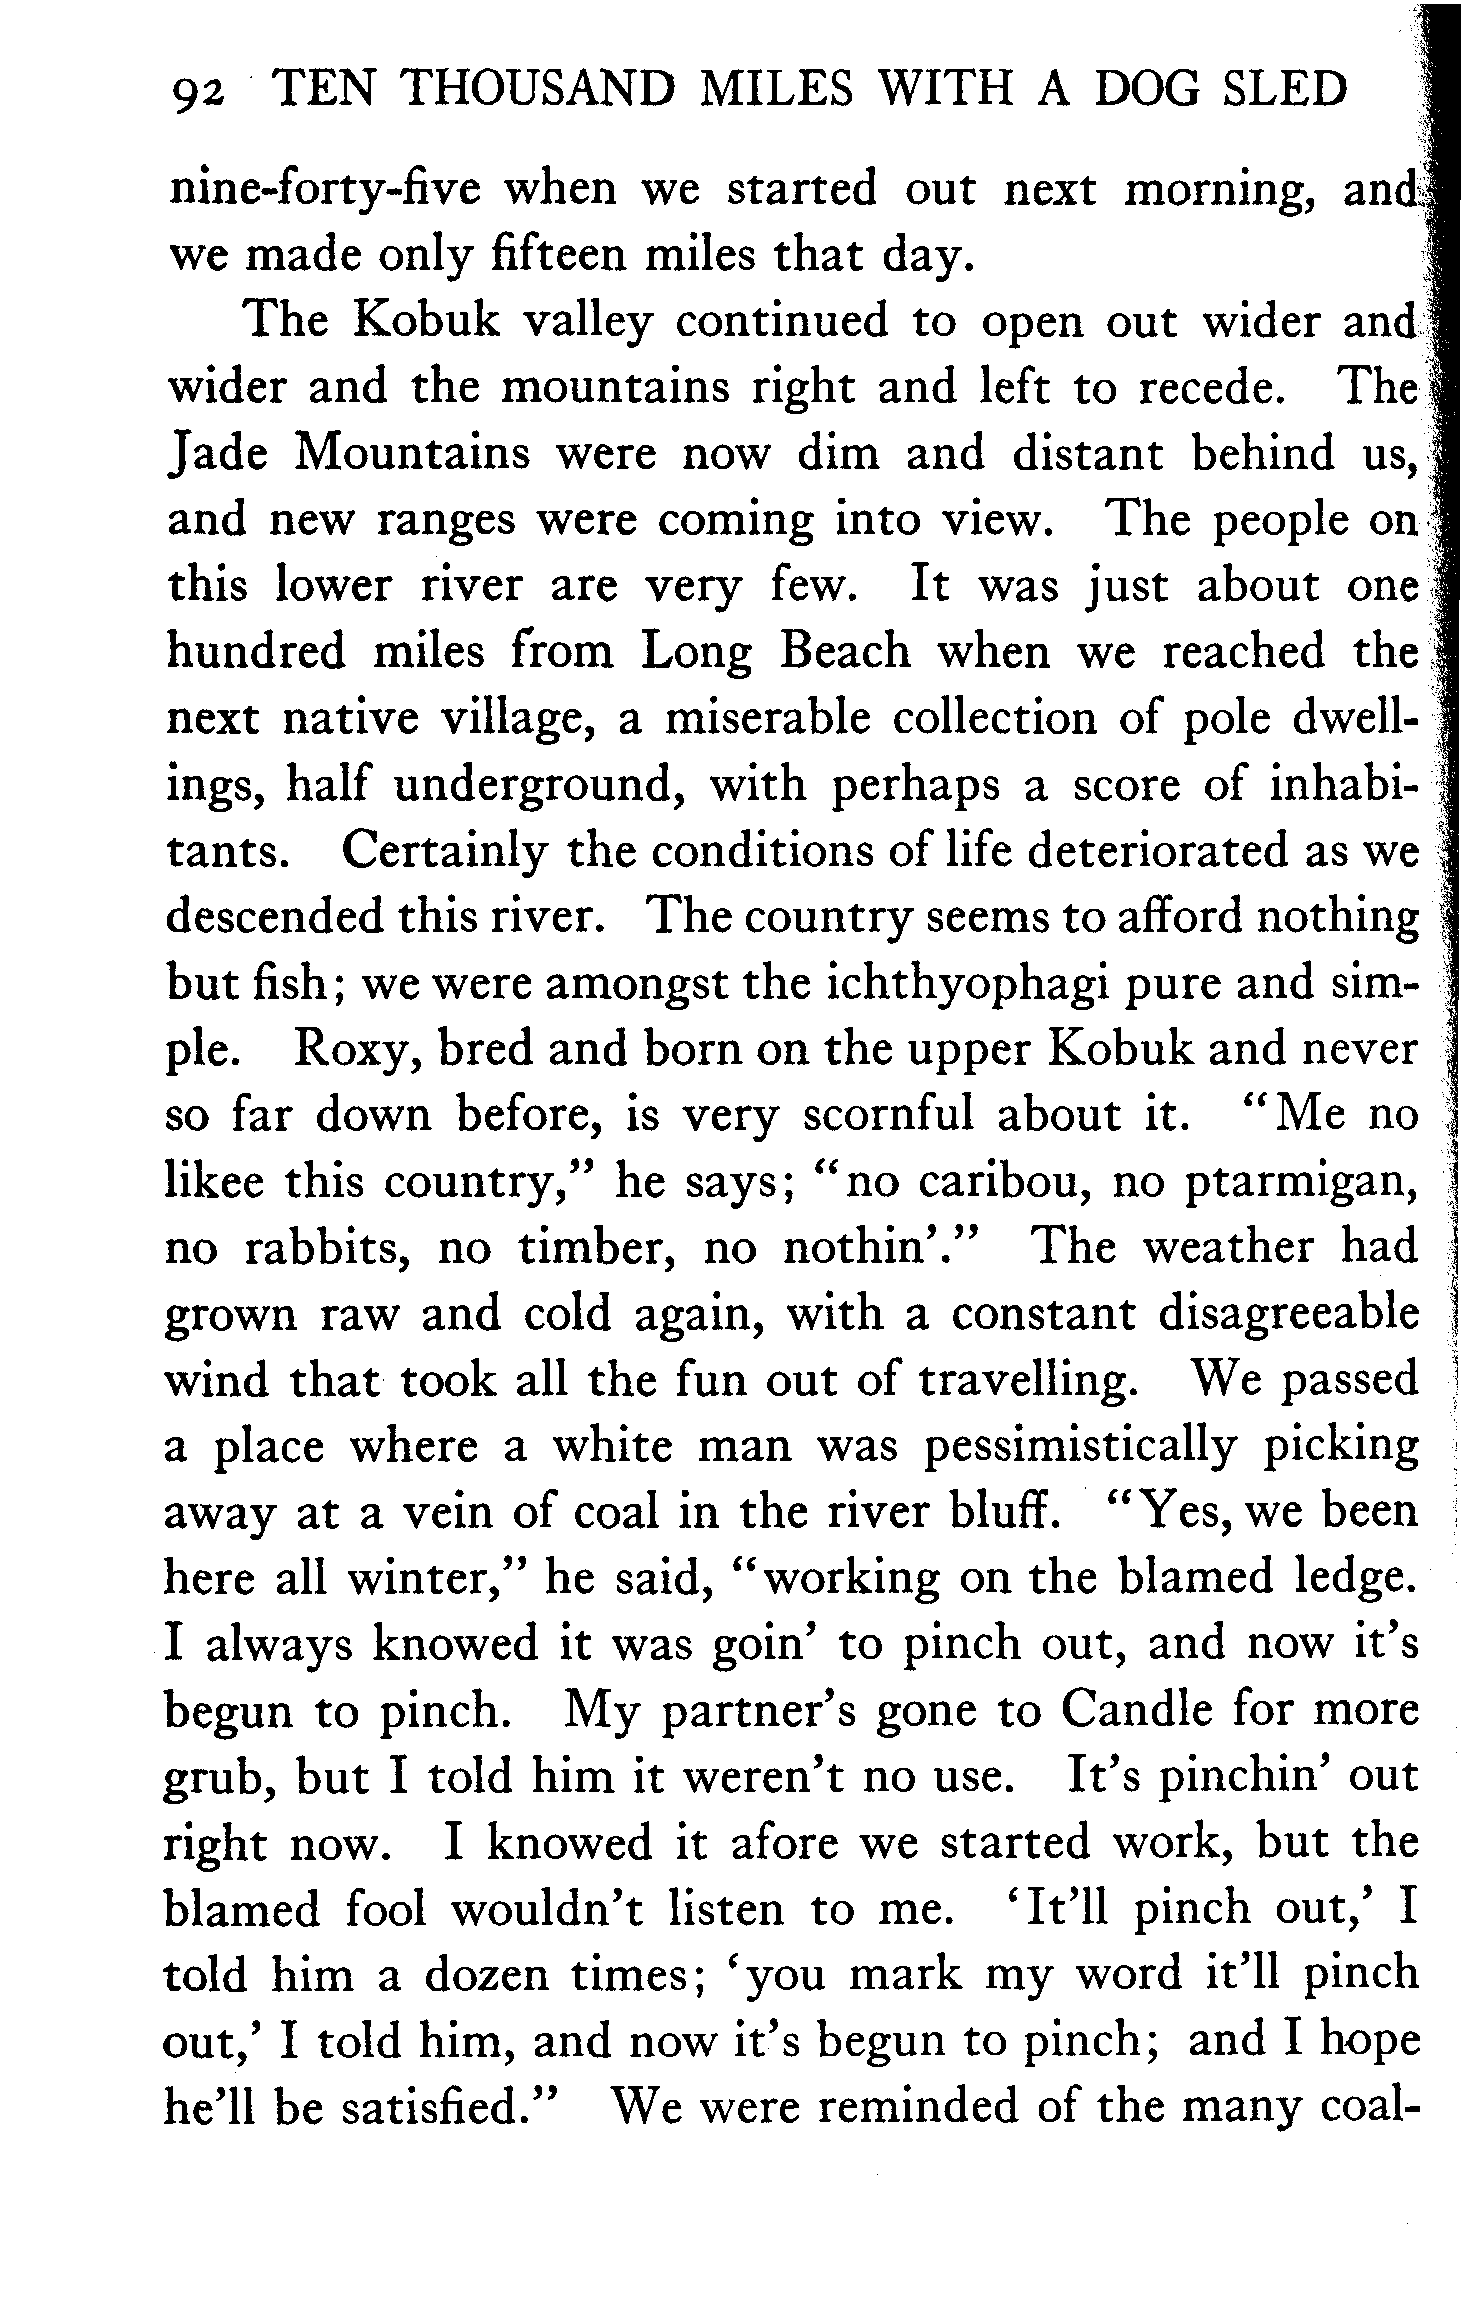 92 TEN THOUSAND MILES WITH A DOG SLED
nine-forty-five when we started out next morning, and
we made only fifteen miles that day.
The Kobuk valley continued to open out wider and
wider and the mountains right and left to recede. The
Jade Mountains were now dim and distant behind us,
and new ranges were coming into view. The people on
this lower river are very few. It was just about one
hundred miles from Long Beach when we reached the
next native village, a miserable collection of pole dwell-
ings, half underground, with perhaps a score of inhabi-
tants. Certainly the conditions of life deteriorated as we
descended this river. The country seems to afford nothing
but fish; we were amongst the ichthyophagi pure and sim-
ple. Roxy, bred and born on the upper Kobuk and never
so far down before, is very scornful about it. “Me no
likee this country,” he says; “no caribou, no ptarmigan,
no rabbits, no timber, no nothin’.” The weather had
grown raw and cold again, with a constant disagreeable
wind that took all the fun out of travelling. We passed
a place where a white man was pessimistically picking
away at a vein of coal in the river bluff. “Yes, we been
here all winter,” he said, “working on the blamed ledge.
I always knowed it was goin’ to pinch out, and now it’s
begun to pinch. My partner’s gone to Candle for more
grub, but I told him it weren’t no use. It’s pinchin’ out
right now. I knowed it afore we started work, but the
blamed fool wouldn’t listen to me. ‘It’ll pinch out,’ I
told him a dozen times; ‘you mark my word it’ll pinch
out,’ I told him, and now it’s begun to pinch; and I hope
he’ll be satisfied.” We were reminded of the many coal-